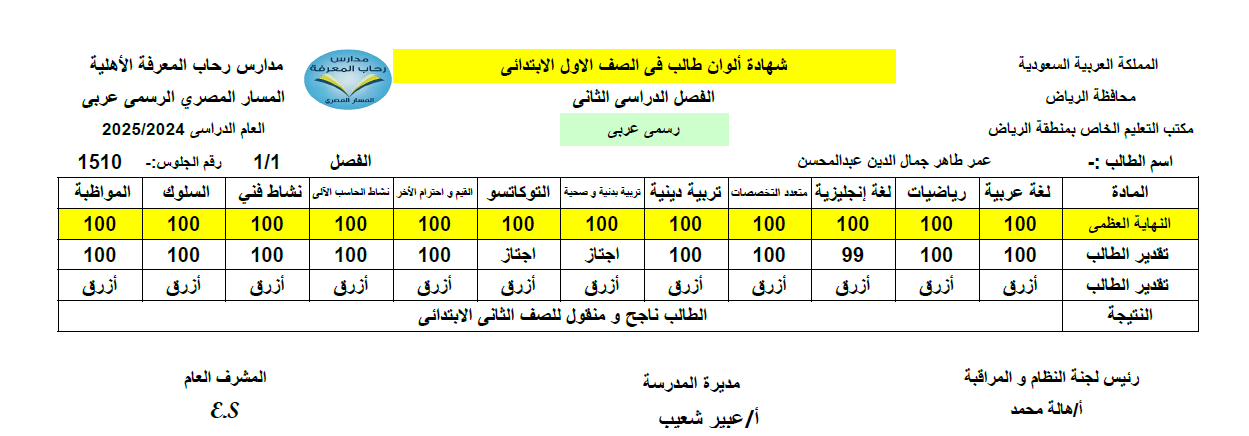 المملكة العربية السعودية
شهادة ألوان طالب فى الصف الاول الابتدائى
مدارس رحاب المعرفة الأهلية
مدارس
رحاب المعرفة
المسار المصري
محافظة الرياض
الفصل الدراسى الثانى
المسار المصري الرسمى عربى
مكتب التعليم الخاص بمنطقة الرياض
رسمى عربى
العام الدراسى 2025/2024
اسم الطالب :- عمر طاهر جمال الدين عبدالمحسن الفصل 1/1 رقم الجلوس:- 1510
المادة لغة عربية رياضيات لغة إنجليزية متعدد التخصصات تربية دينية تربية بدنية و صحية التوكاتسو القيم و احترام الأخر نشاط الحاسب الآلى نشاط فني السلوك المواظبة
النهاية العظمى 100 100 100 100 100 100 100 100 100 100 100 100
تقدير الطالب 100 100 99 100 100 اجتاز اجتاز 100 100 100 100 100
تقدير الطالب أزرق أزرق أزرق أزرق أزرق أزرق أزرق أزرق أزرق أزرق أزرق أزرق
النتيجة الطالب ناجح و منقول للصف الثانى الابتدائى
رئيس لجنة النظام و المراقبة مديرة المدرسة المشرف العام
أ/هالة محمد أ/عبير شعيب E.S